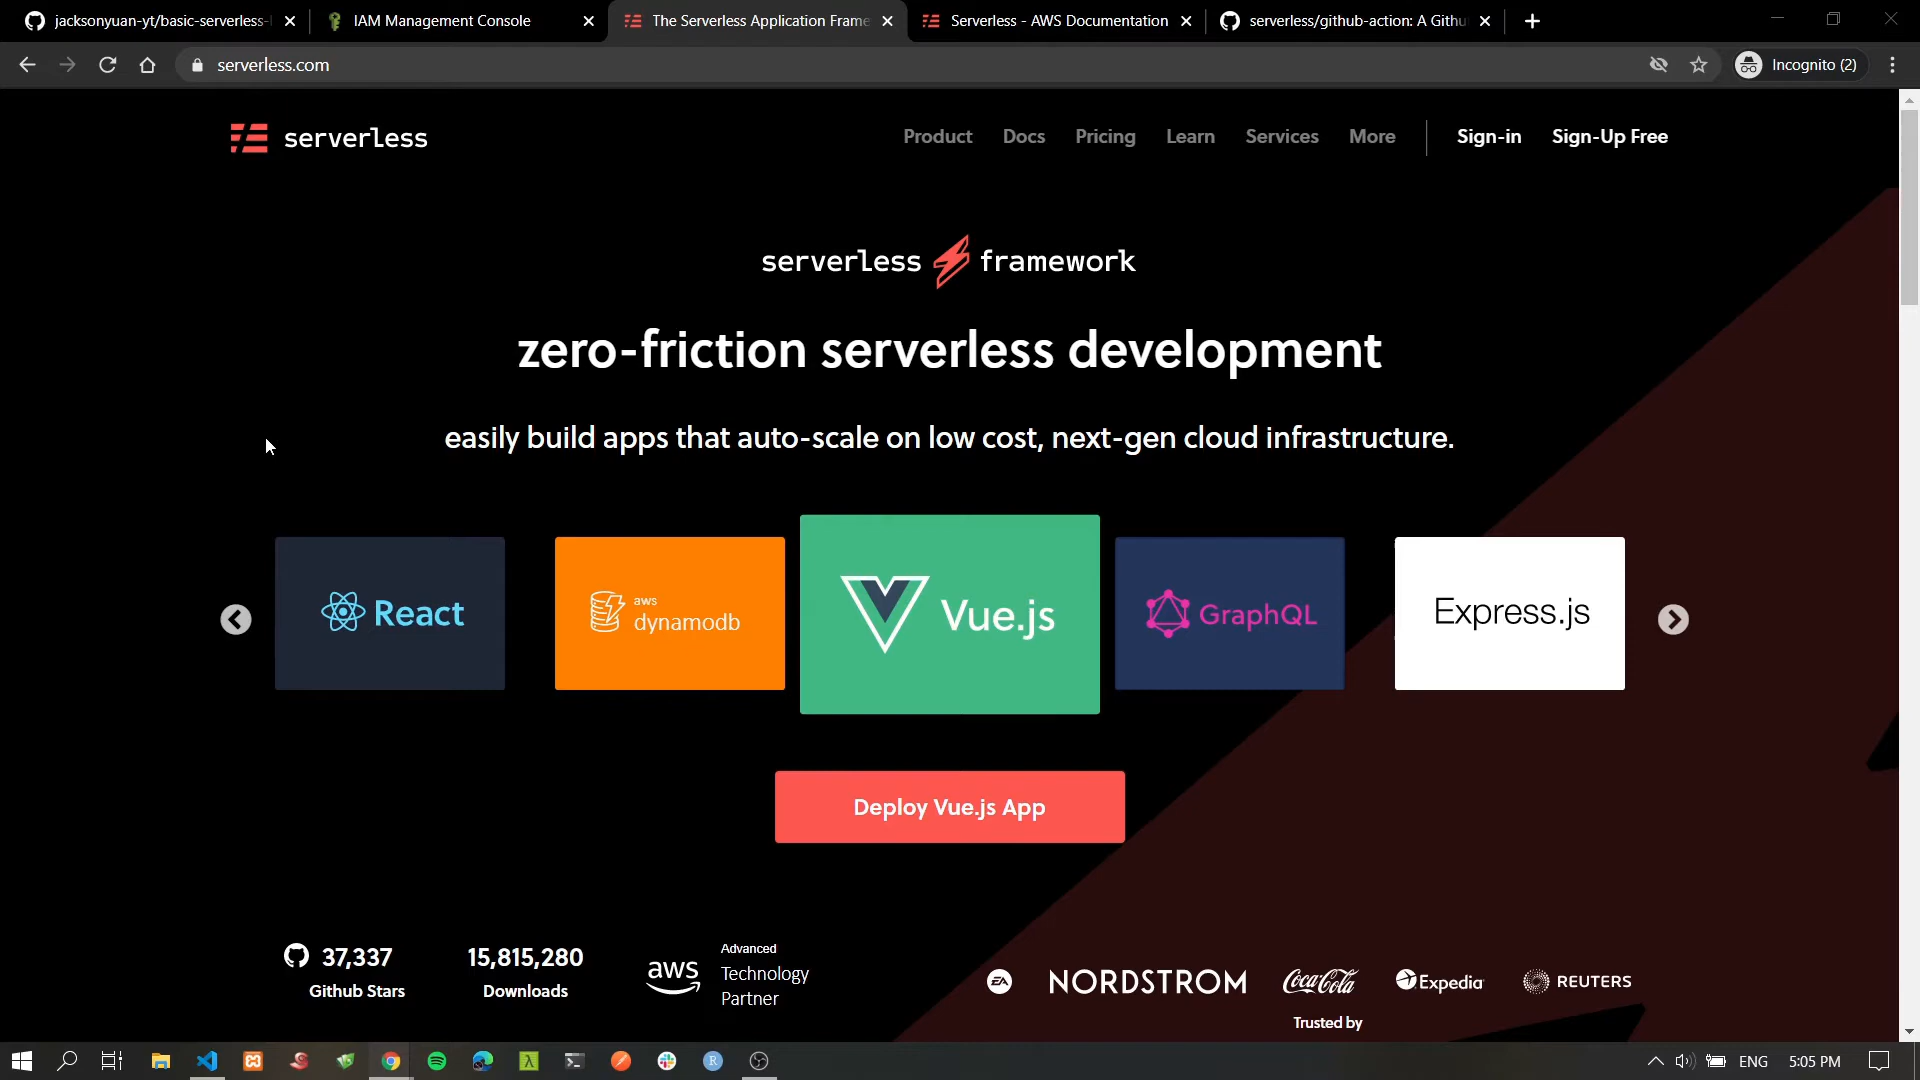 jacksonyuan-yt/basic-serverless-
IAM Management Console
The Serverless Application Frame
Serverless - AWS Documentation
serverless/github-action: A Githu
serverless.com
Incognito (2)
serverless
Product
Docs
Pricing
Learn
Services
More
Sign-in
Sign-Up Free
serverless framework
zero-friction serverless development
easily build apps that auto-scale on low cost, next-gen cloud infrastructure.
React
aws
dynamodb
Vue.js
GraphQL
Express.js
Deploy Vue.js App
37,337
Github Stars
15,815,280
Downloads
aws
Advanced
Technology
Partner
EA
NORDSTROM
Coca-Cola
Expedia
REUTERS
Trusted by
ENG
5:05 PM